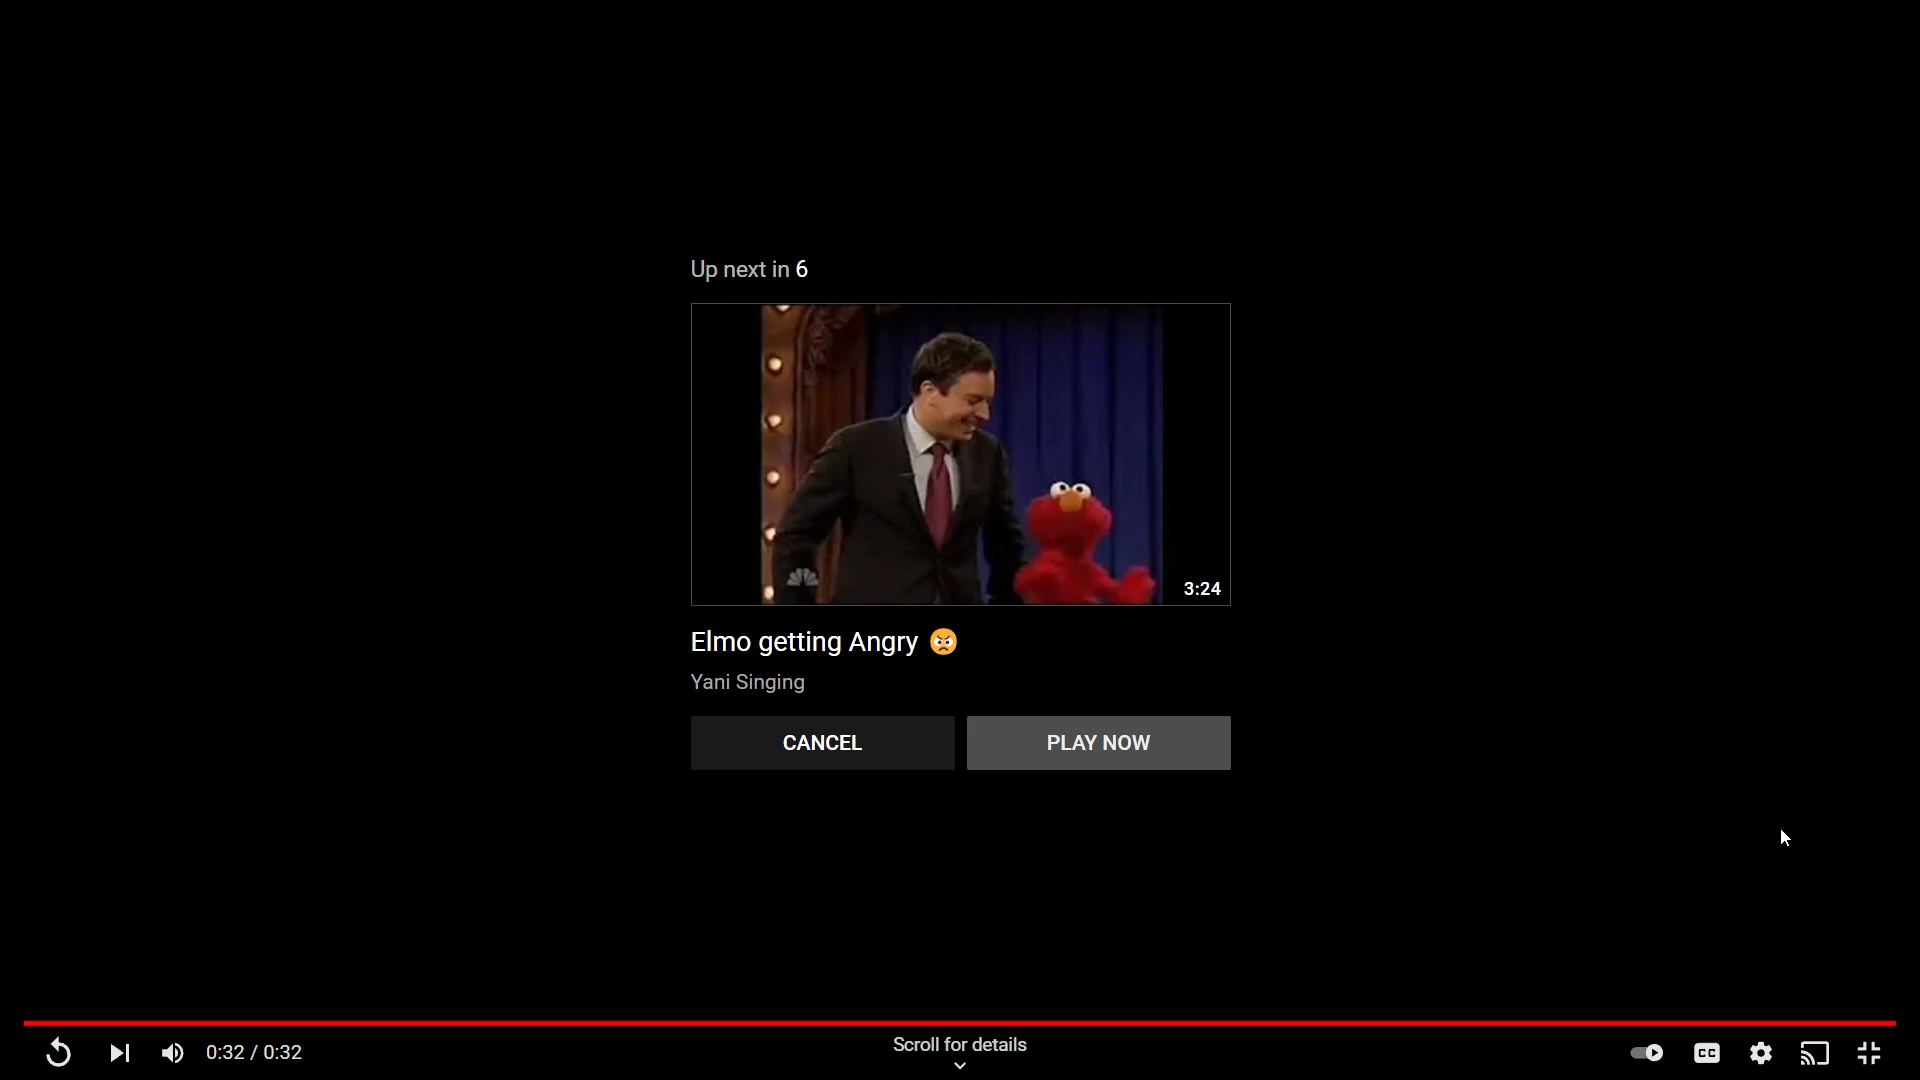 Up next in 6
3:24
Elmo getting Angry 😡
Yani Singing
CANCEL
PLAY NOW
0:32 / 0:32
Scroll for details
CC